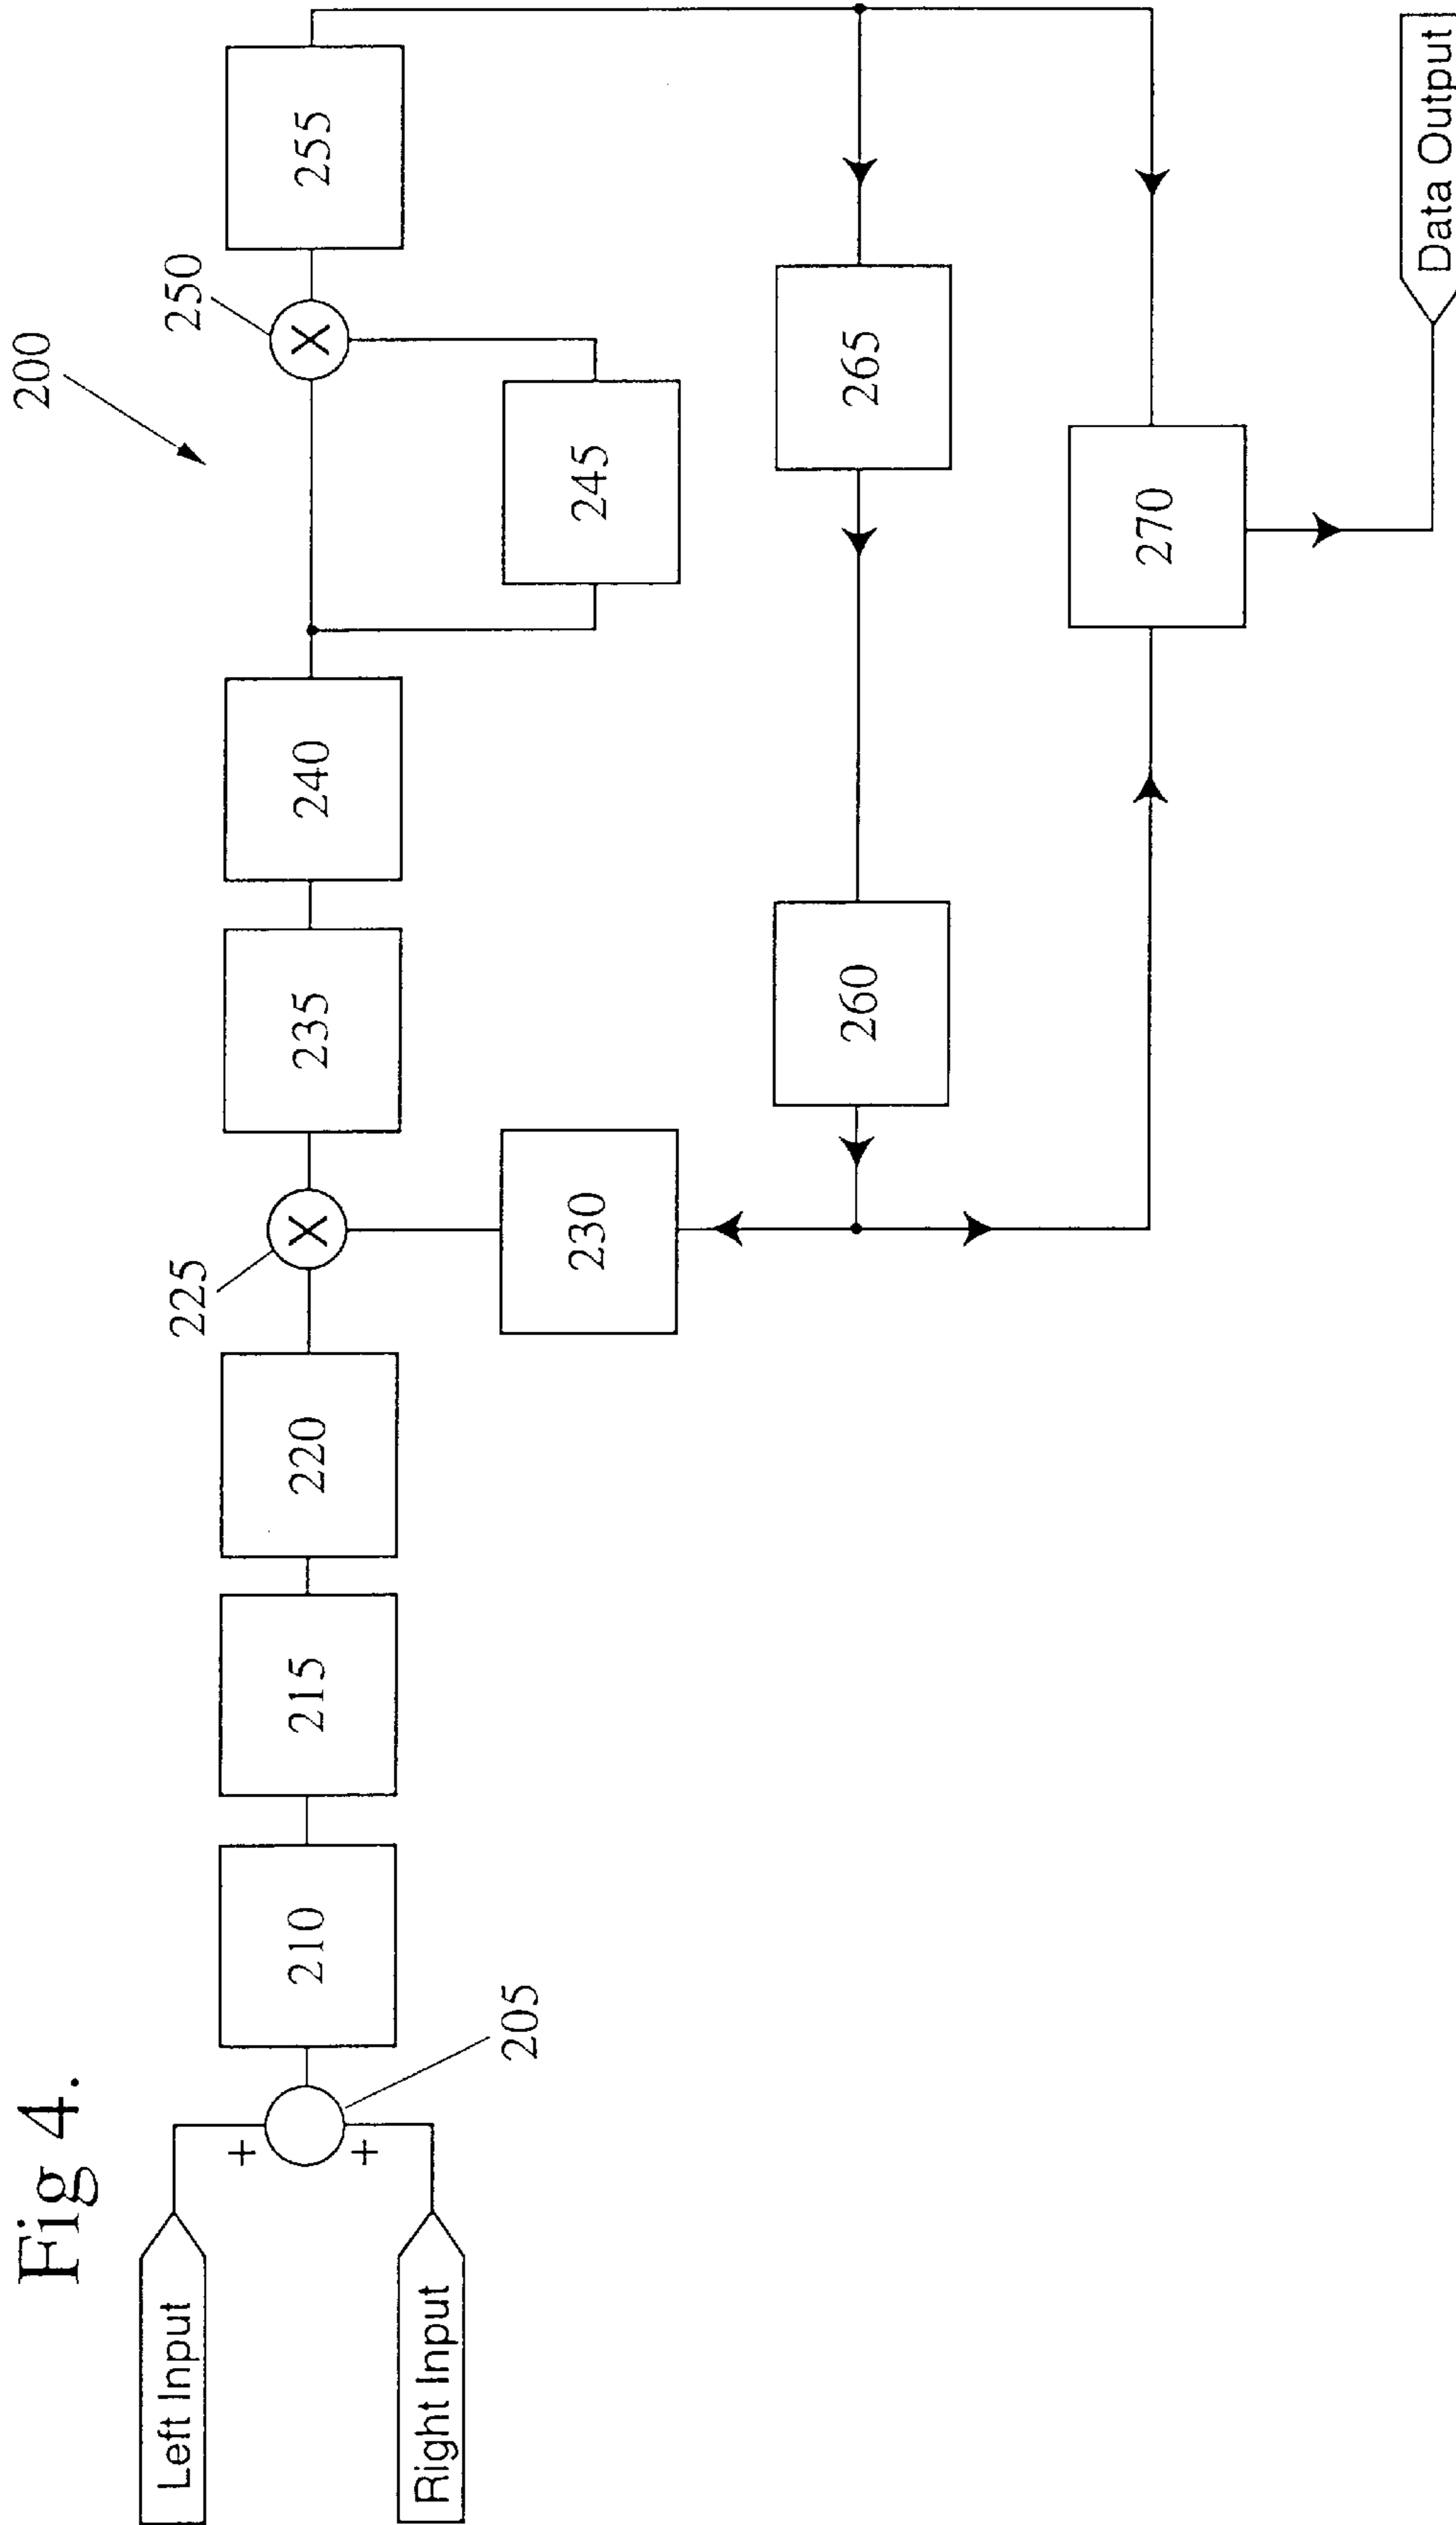 Fig 4.
200
Left Input
Right Input
+
+
205
210
215
220
225
230
235
240
245
250
255
260
265
270
Data Output
X
X